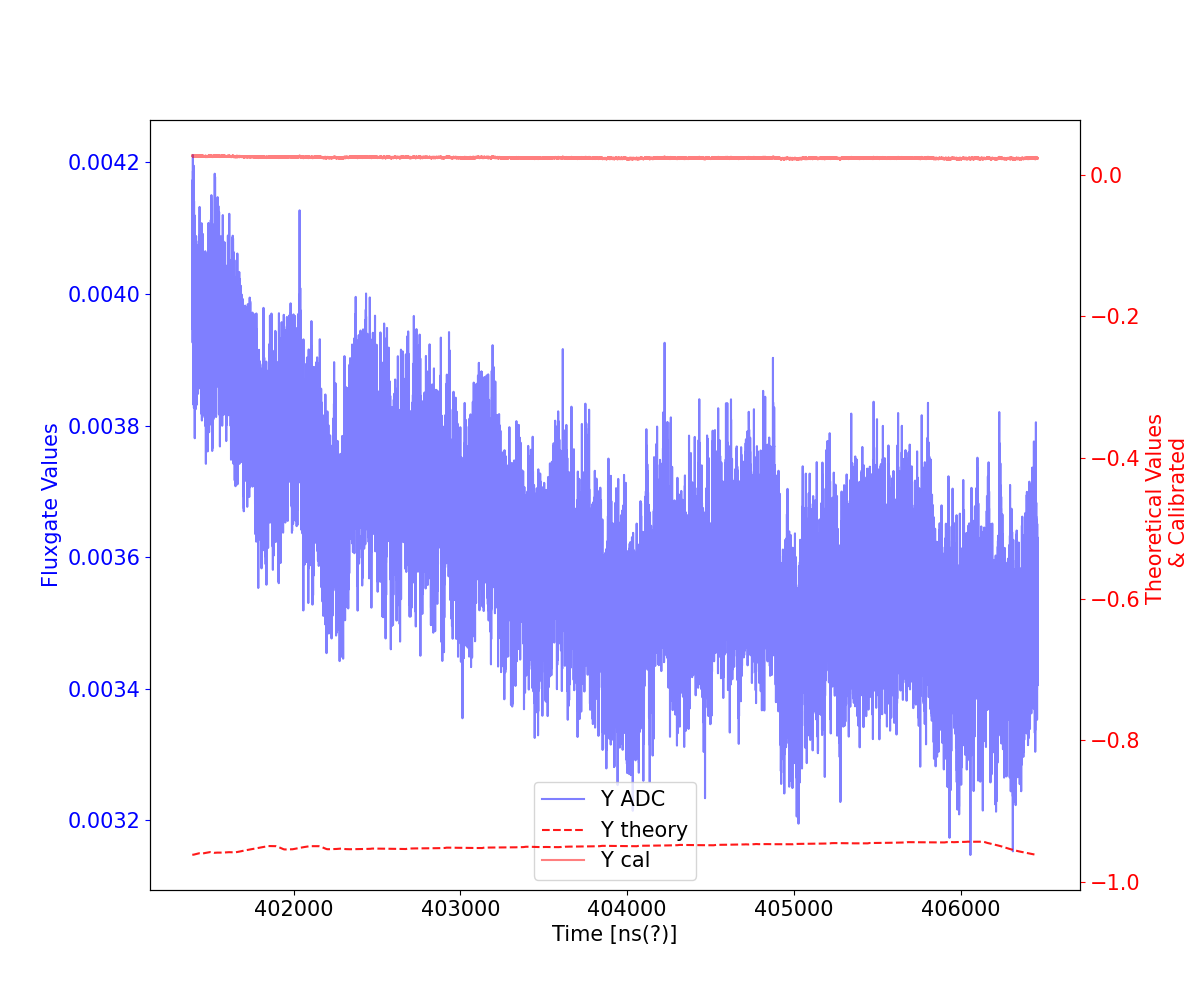 0.0042
0.0040
0.0038
0.0036
0.0034
0.0032
Fluxgate Values
0.0
−0.2
−0.4
−0.6
−0.8
−1.0
Theoretical Values
& Calibrated
Y ADC
Y theory
Y cal
402000 403000 404000 405000 406000
Time [ns(?)]